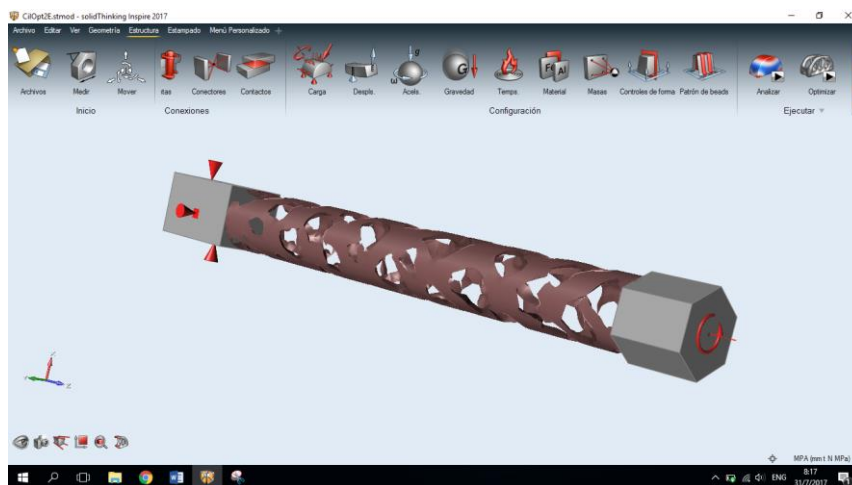 CilOpt2E.stmod - solidThinking Inspire 2017
Archivo Editar Ver Geometría Estructura Estampado Menú Personalizado +
Archivos Medir Mover itas Conectores Contactos Carga Despls. Acels. Gravedad Temps. Material Masas Controles de forma Patrón de beads Analizar Optimizar
Inicio Conexiones Configuración Ejecutar
MPA (mm t N MPa)
ENG
8:17
31/7/2017